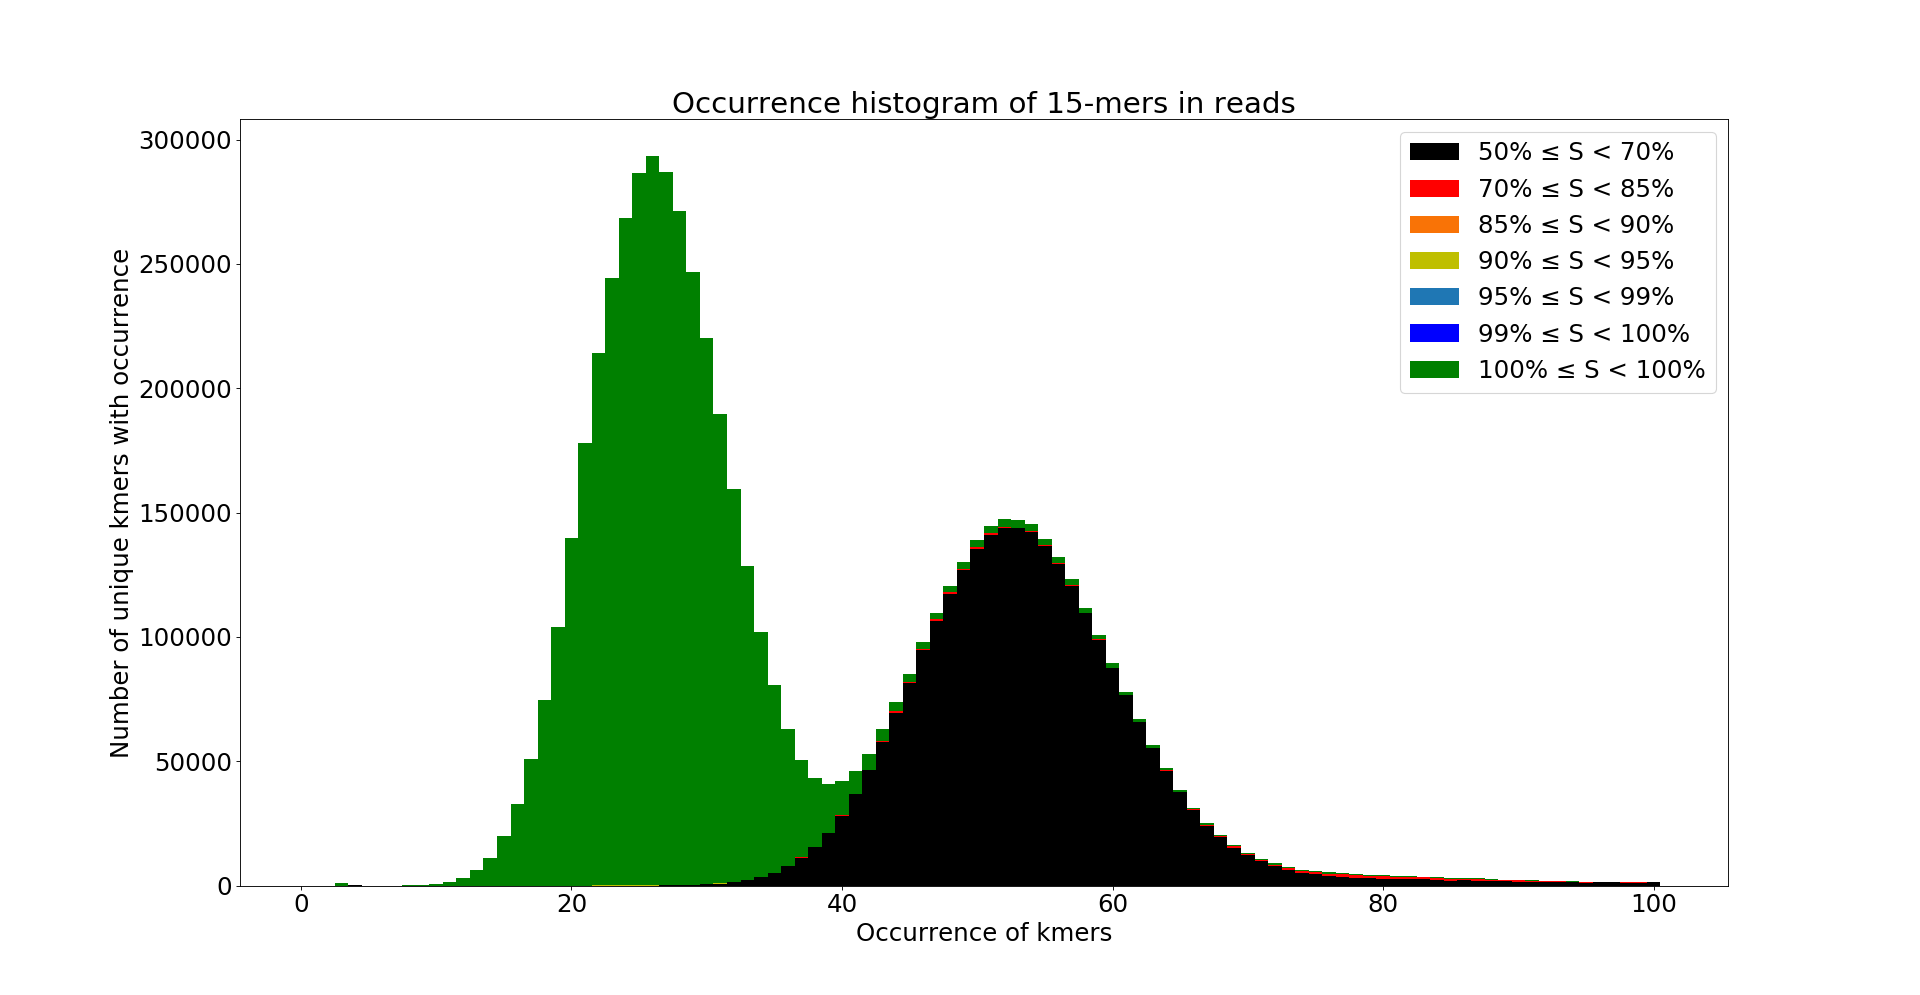 Occurrence histogram of 15-mers in reads
300000
250000
200000
150000
100000
50000
0
Number of unique kmers with occurrence
50% ≤ S < 70%
70% ≤ S < 85%
85% ≤ S < 90%
90% ≤ S < 95%
95% ≤ S < 99%
99% ≤ S < 100%
100% ≤ S < 100%
0 20 40 60 80 100
Occurrence of kmers